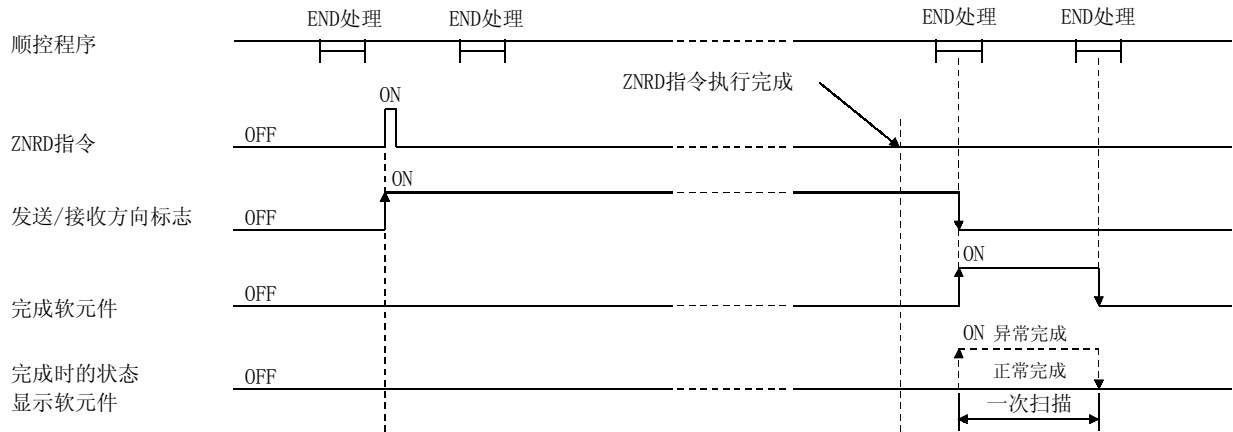 END处理 END处理 END处理 END处理
顺控程序
ZNRD指令执行完成
ON
ZNRD指令 OFF
ON
发送/接收方向标志 OFF
ON
完成软元件 OFF
ON 异常完成
完成时的状态 OFF 正常完成
显示软元件 一次扫描